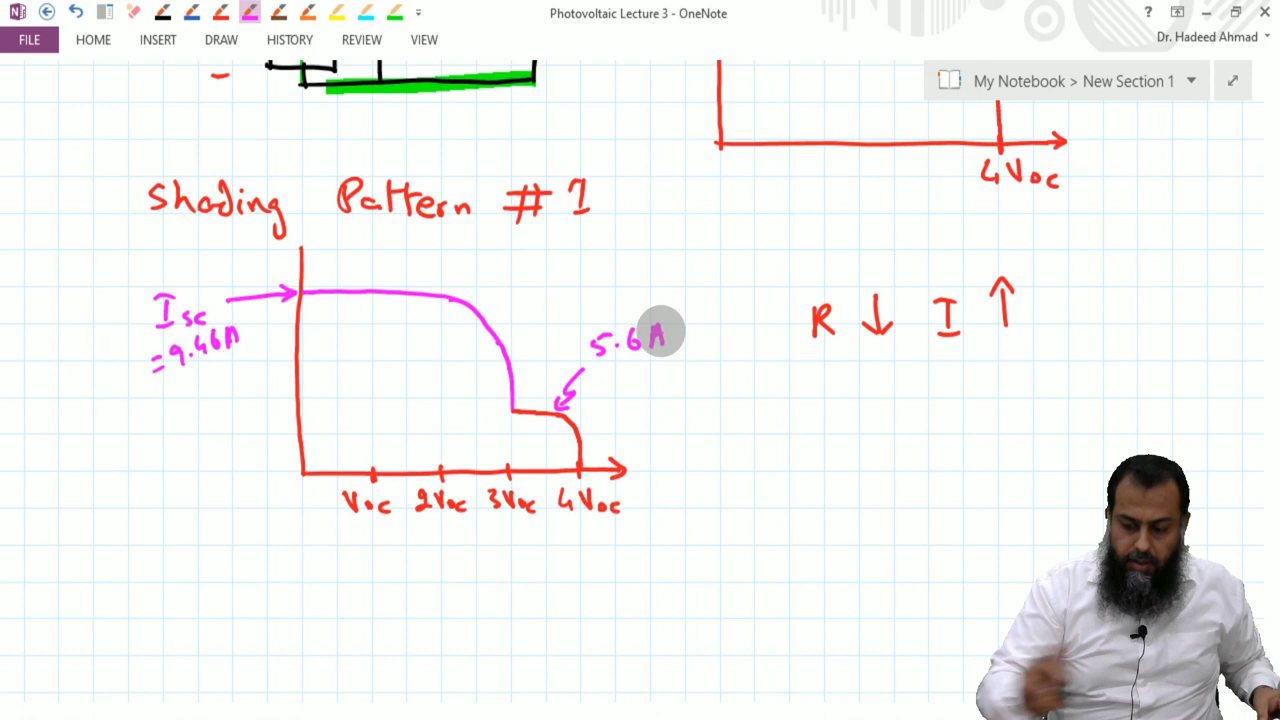 Photovoltaic Lecture 3 - OneNote
?
Dr. Hadeed Ahmad
FILE HOME INSERT DRAW HISTORY REVIEW VIEW
My Notebook > New Section 1
-
4Voc
Shading Pattern # 1
Isc
= 9.46A
5.6A
R ↓ I ↑
Voc 2Voc 3Voc 4Voc